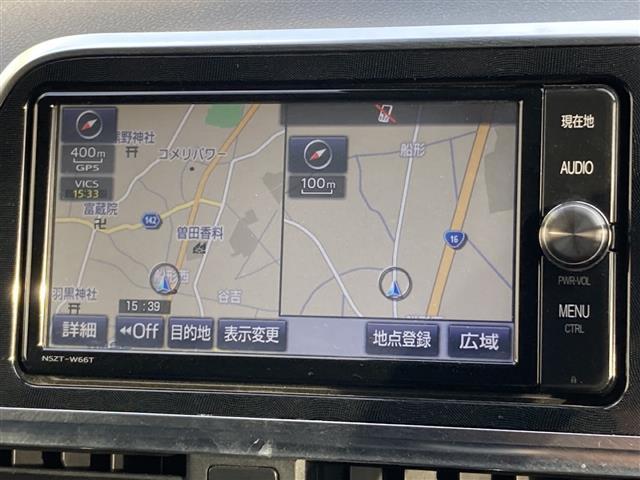 熊野神社
400m
GPS
VICS
15:33
コメリパワー
富蔵院
142
曽田香料
船形西
羽黒神社
谷吉
15:39
詳細
Off
目的地
表示変更
NSZT-W66T
船形
100m
16
地点登録
広域
現在地
AUDIO
PWR-VOL
MENU
CTRL